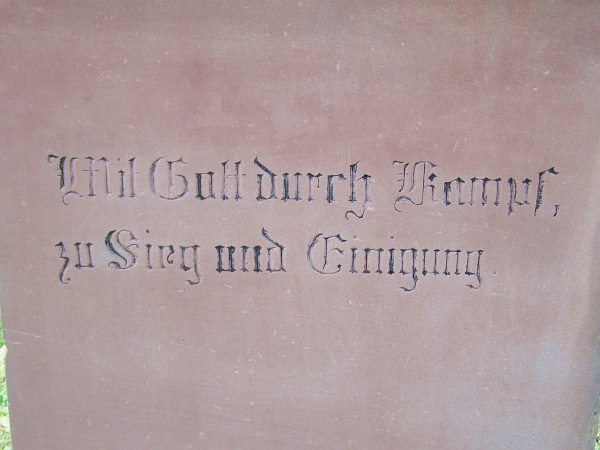 Mit Gott durch Kampf,
zu Sieg und Einigung.